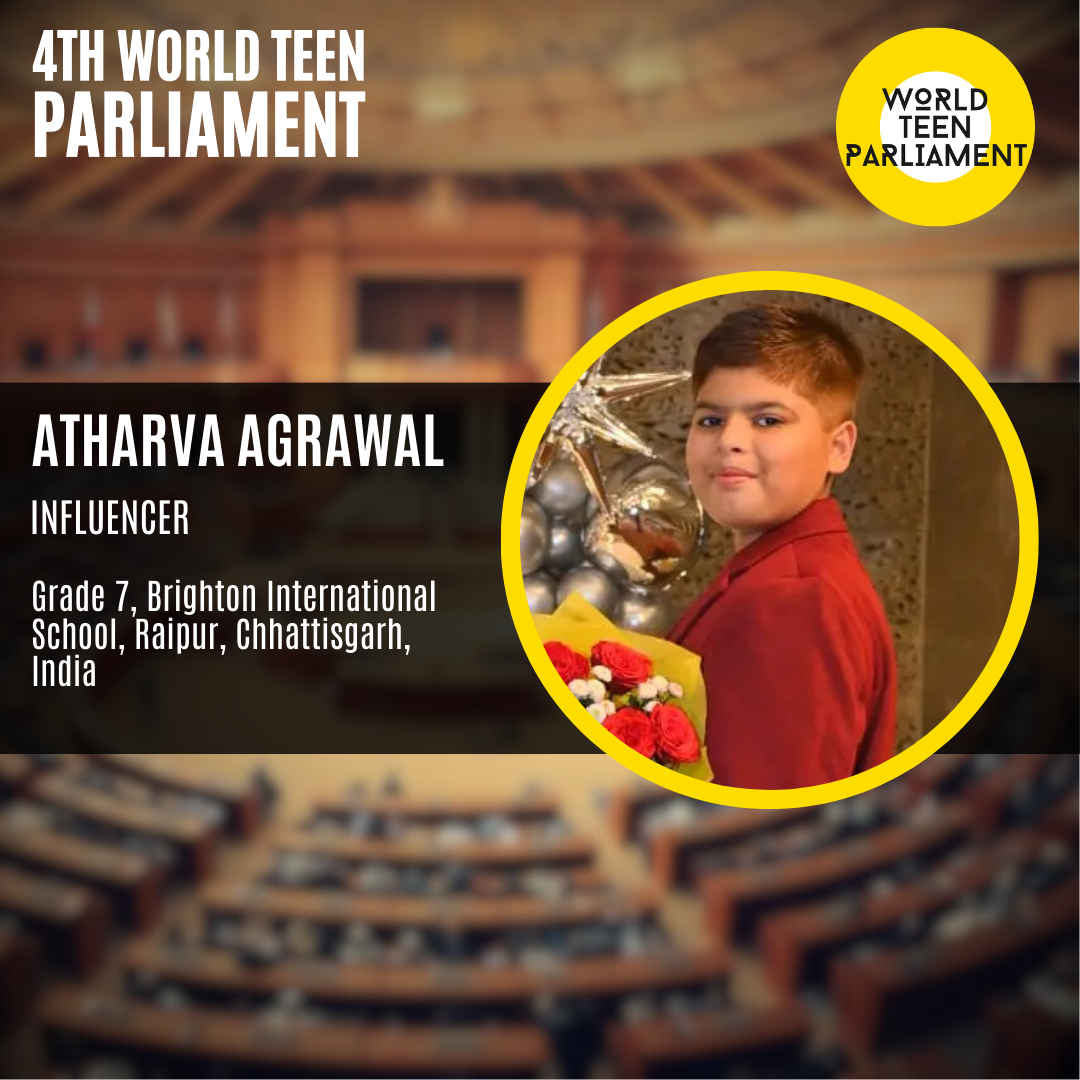 4TH WORLD TEEN
PARLIAMENT
WORLD
TEEN
PARLIAMENT
ATHARVA AGRAWAL
INFLUENCER
Grade 7, Brighton International
School, Raipur, Chhattisgarh,
India